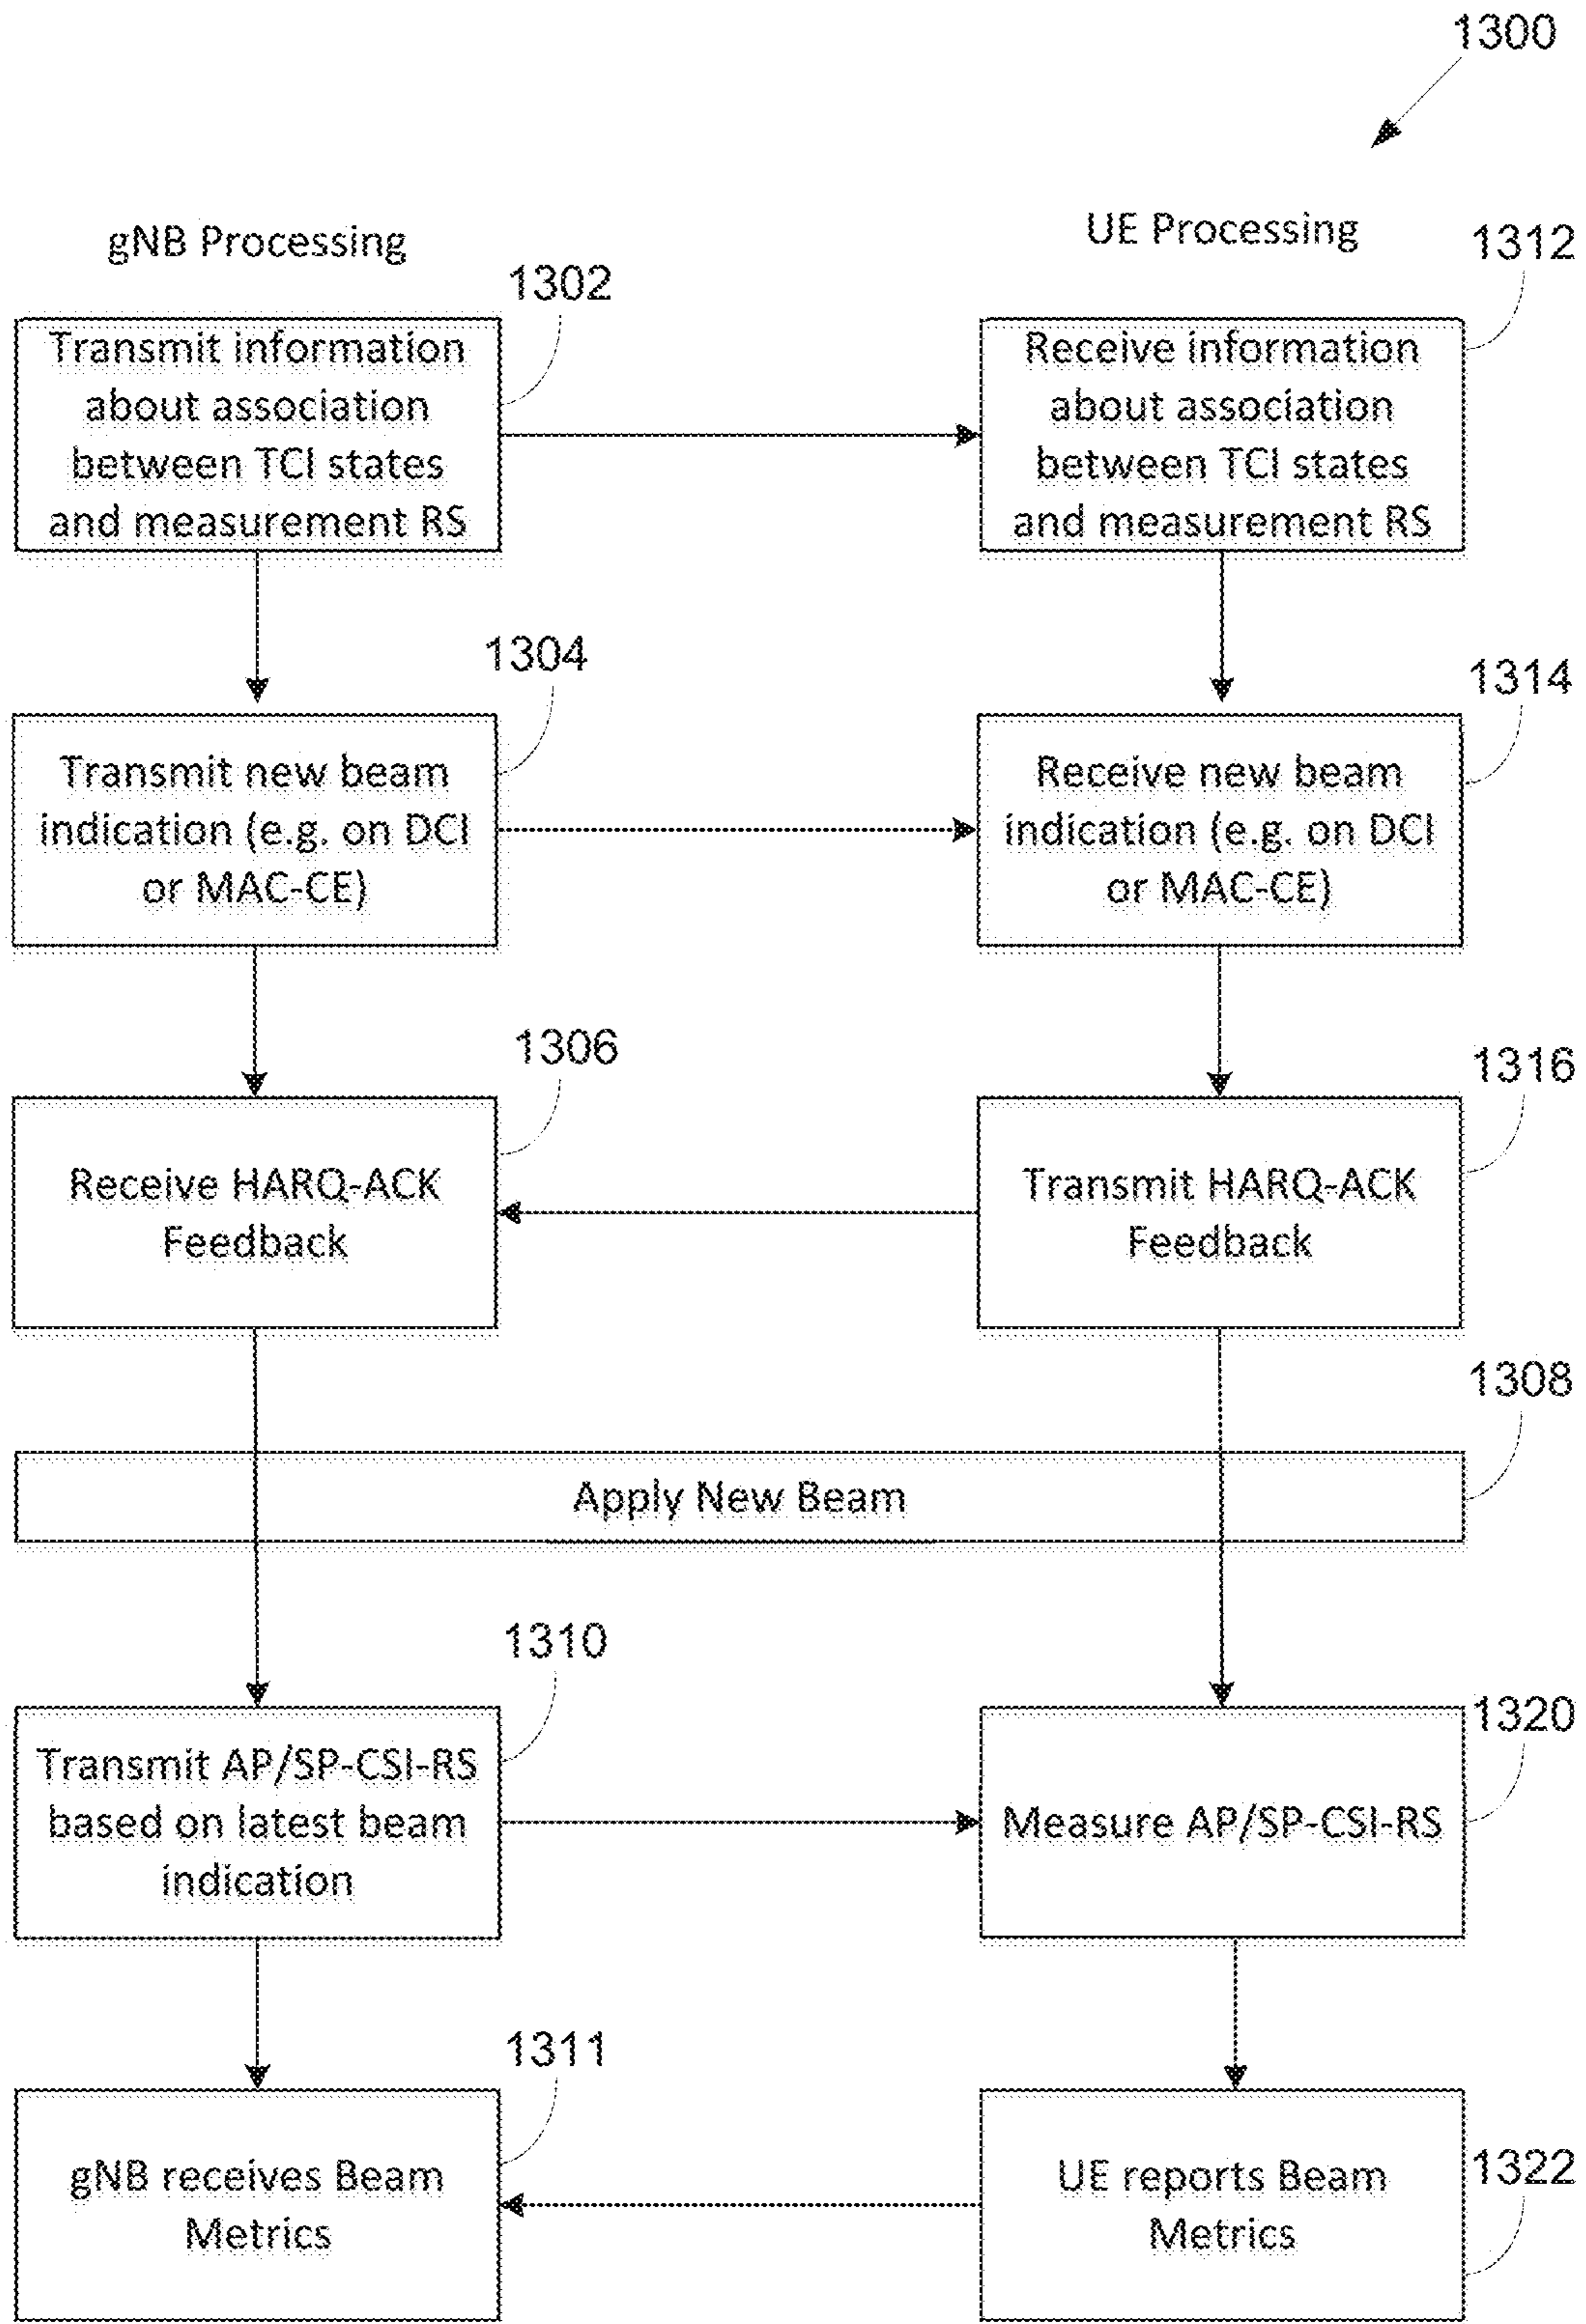 1300
gNB Processing
UE Processing
1302
1312
Transmit information
about association
between TCI states
and measurement RS
Receive information
about association
between TCI states
and measurement RS
1304
1314
Transmit new beam
indication (e.g. on DCI
or MAC-CE)
Receive new beam
indication (e.g. on DCI
or MAC-CE)
1306
1316
Receive HARQ-ACK
Feedback
Transmit HARQ-ACK
Feedback
1308
Apply New Beam
1310
1320
Transmit AP/SP-CSI-RS
based on latest beam
indication
Measure AP/SP-CSI-RS
1311
1322
gNB receives Beam
Metrics
UE reports Beam
Metrics